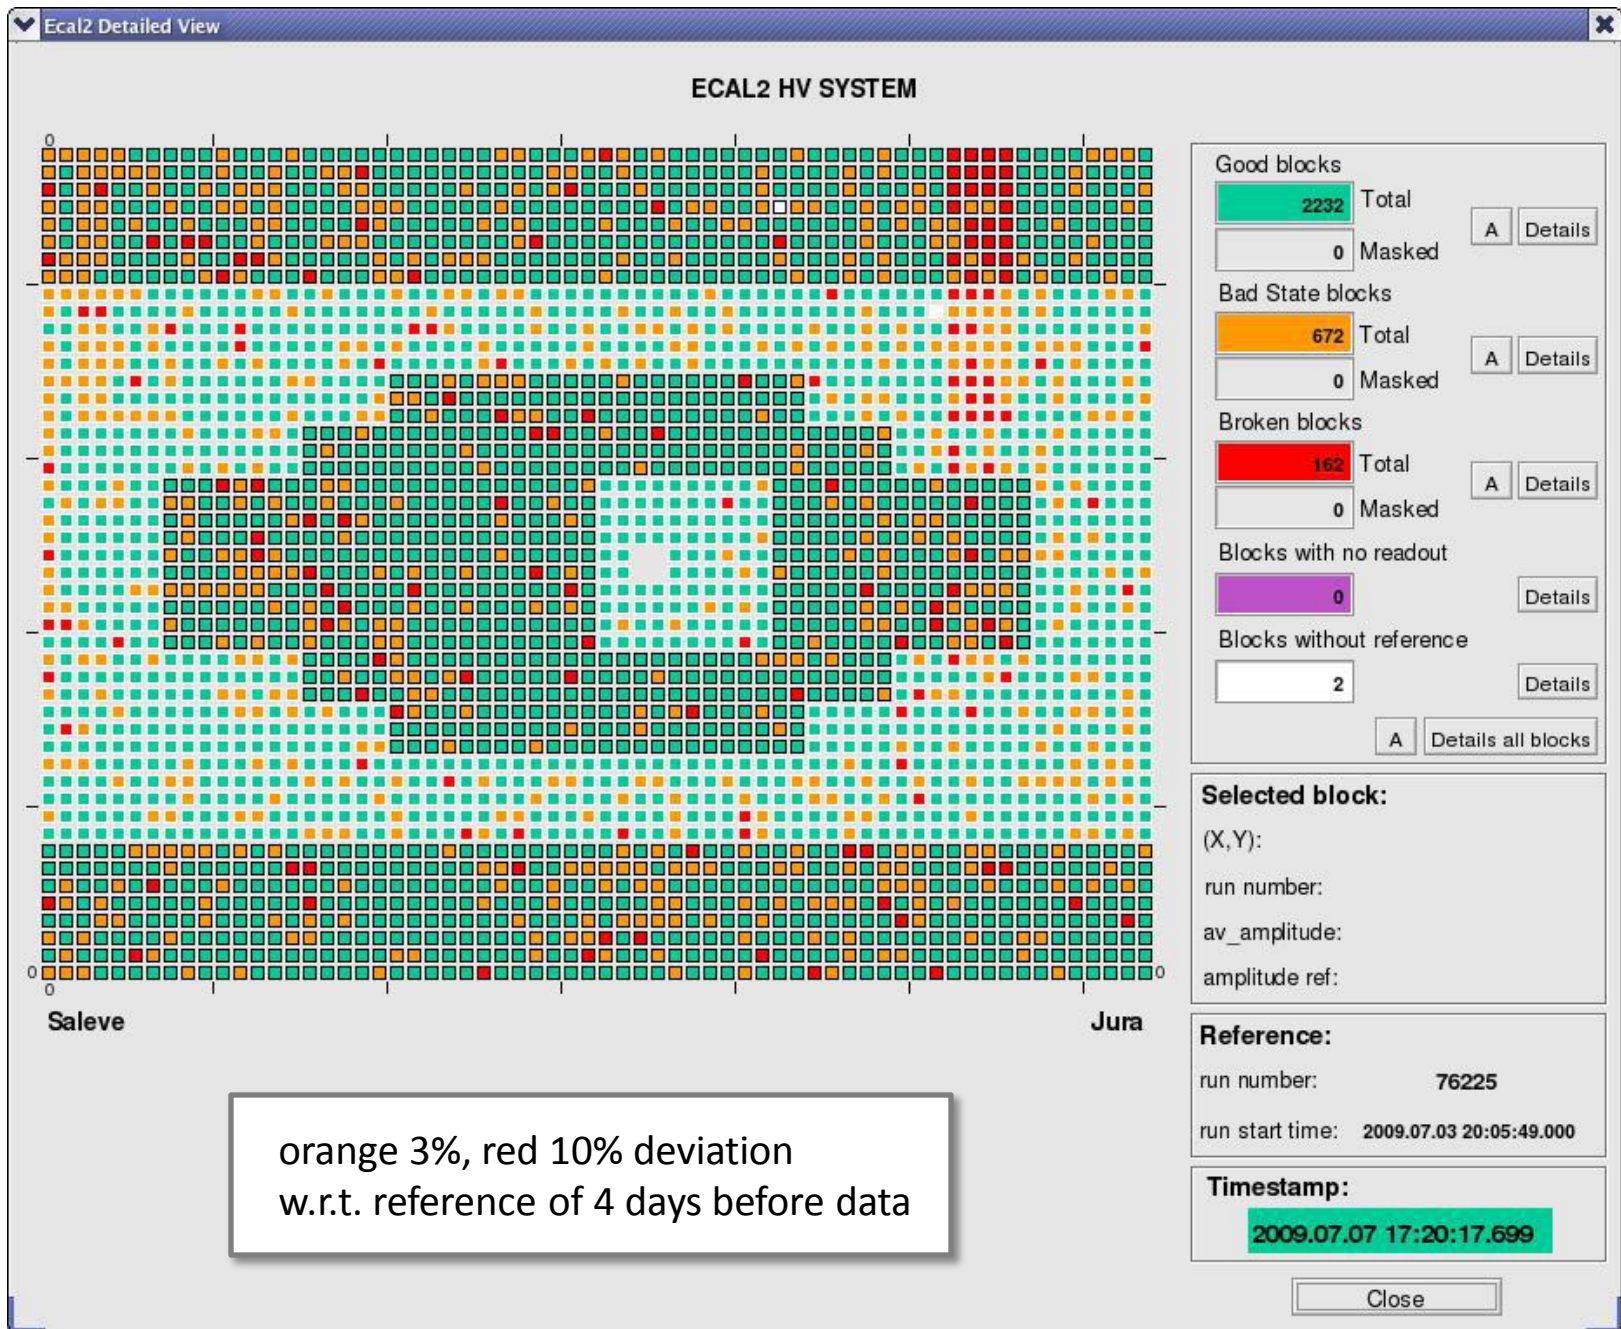 Ecal2 Detailed View
ECAL2 HV SYSTEM
0
0
0
0
Saleve
Jura
orange 3%, red 10% deviation
w.r.t. reference of 4 days before data
Good blocks
2232 Total
A Details
0 Masked
Bad State blocks
672 Total
A Details
0 Masked
Broken blocks
162 Total
A Details
0 Masked
Blocks with no readout
0 Details
Blocks without reference
2 Details
A Details all blocks
Selected block:
(X,Y):
run number:
av_amplitude:
amplitude ref:
Reference:
run number: 76225
run start time: 2009.07.03 20:05:49.000
Timestamp:
2009.07.07 17:20:17.699
Close